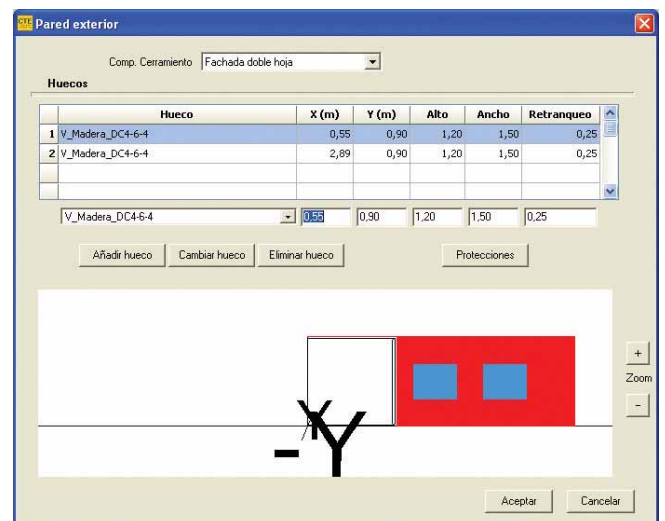 CTE Pared exterior
Comp. Cerramiento Fachada doble hoja
Huecos
Hueco X (m) Y (m) Alto Ancho Retranqueo
1 V_Madera_DC4-6-4 0,55 0,90 1,20 1,50 0,25
2 V_Madera_DC4-6-4 2,89 0,90 1,20 1,50 0,25
V_Madera_DC4-6-4 0,55 0,90 1,20 1,50 0,25
Añadir hueco Cambiar hueco Eliminar hueco Protecciones
+
Zoom
-
Y
-Y
Aceptar Cancelar